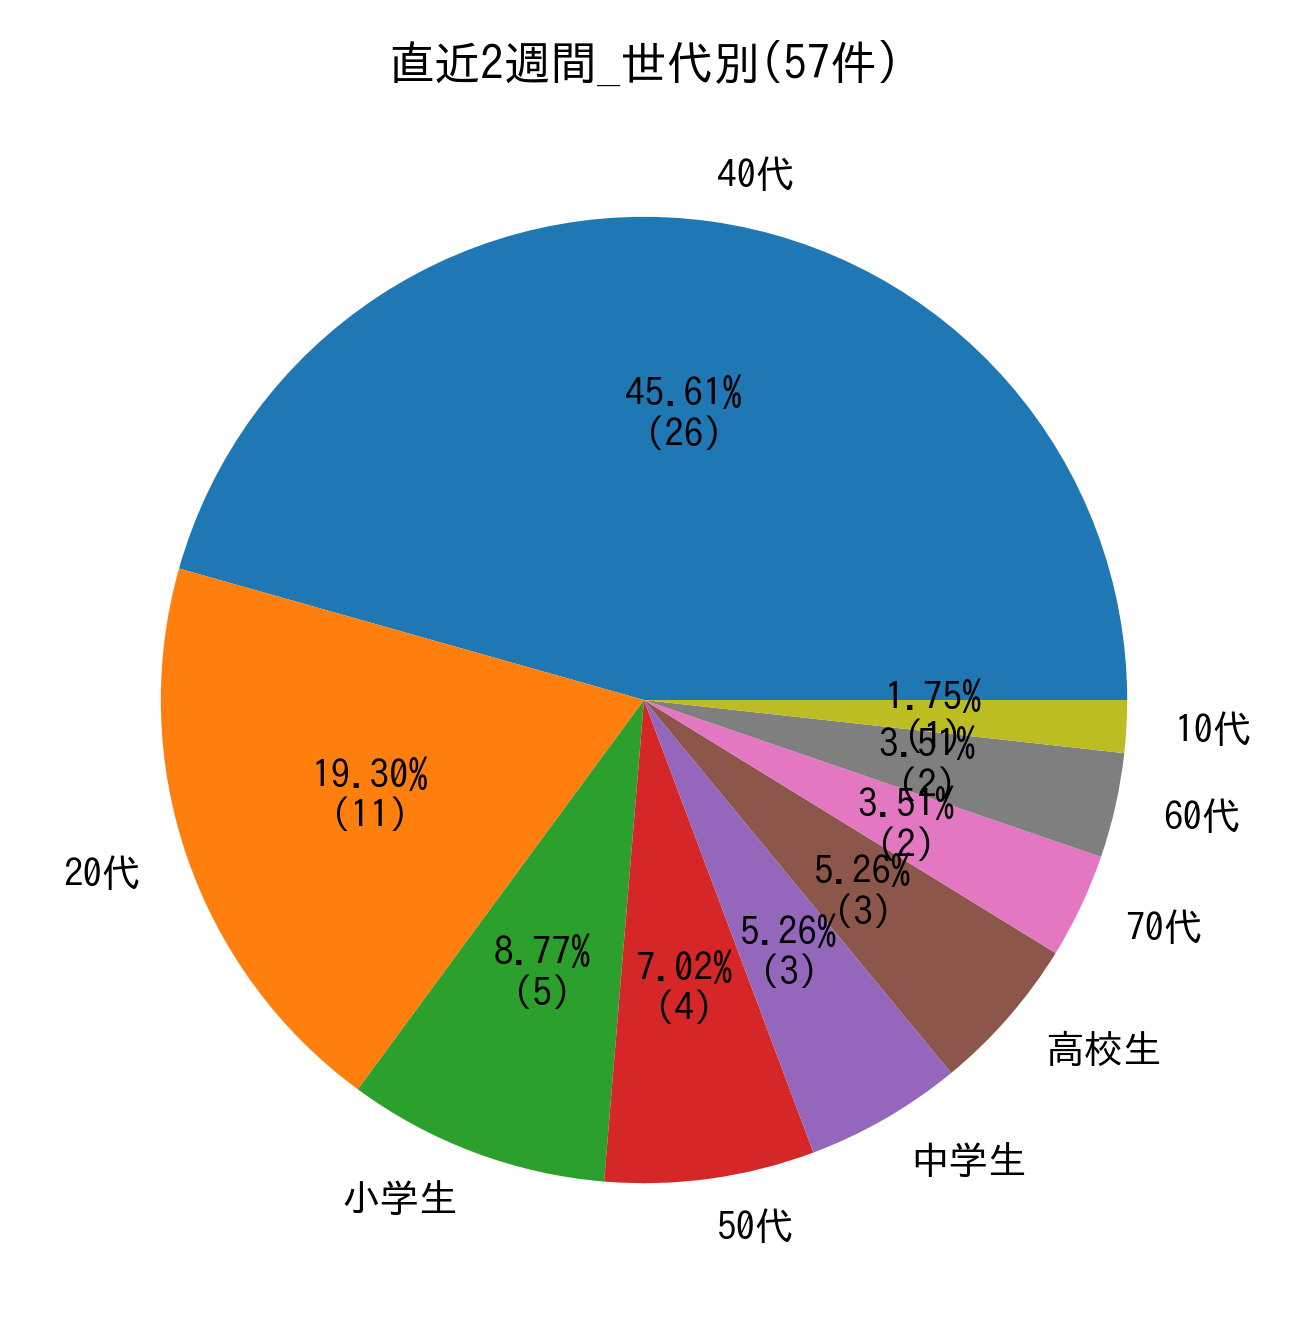 直近2週間_世代別(57件)
40代
45.61%
(26)
19.30%
(11)
20代
8.77%
(5)
小学生
7.02%
(4)
50代
5.26%
(3)
中学生
5.26%
(3)
高校生
3.51%
(2)
70代
3.51%
(2)
60代
1.75%
(1)
10代